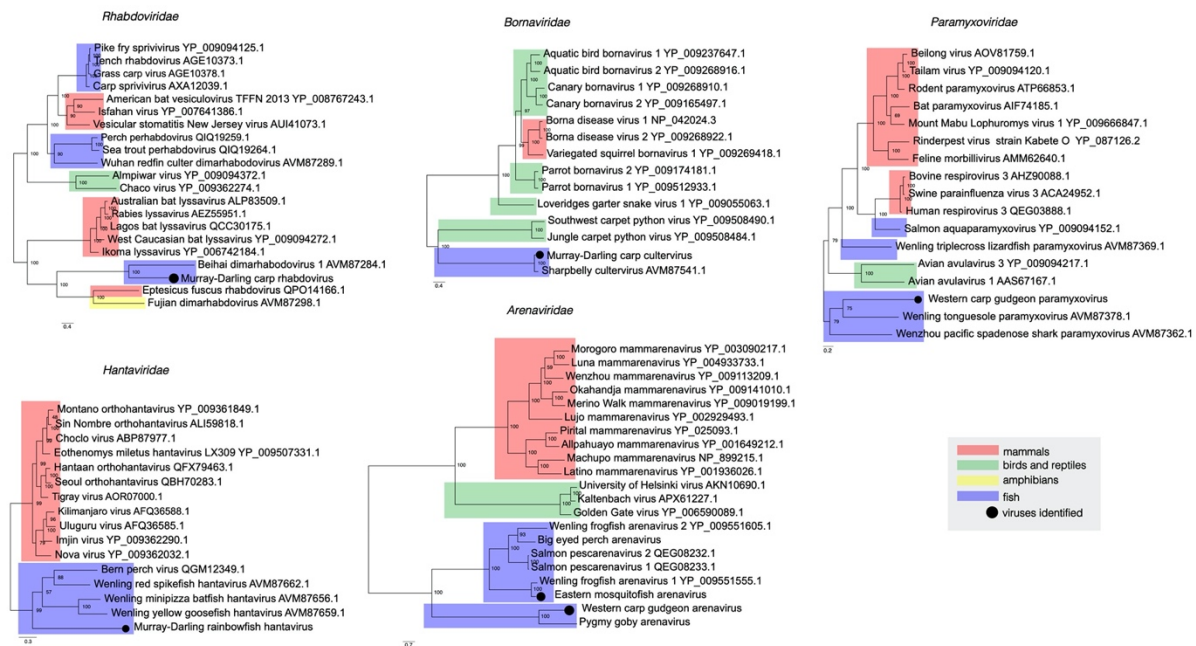 Rhabdoviridae
Pike fry sprivivirus YP_009094125.1
Tench rhabdovirus AGE10373.1
Grass carp virus AGE10378.1
Carp sprivivirus AXA12039.1
American bat vesiculovirus TFFN 2013 YP_008767243.1
Isfahan virus YP_007641386.1
Vesicular stomatitis New Jersey virus AUI41073.1
Perch perhabdovirus QIQ19259.1
Sea trout perhabdovirus QIQ19264.1
Wuhan redfin culter dimarhabodovirus AVM87289.1
Almpiwar virus YP_009094372.1
Chaco virus YP_009362274.1
Australian bat lyssavirus ALP83509.1
Rabies lyssavirus AEZ55951.1
Lagos bat lyssavirus QCC30175.1
West Caucasian bat lyssavirus YP_009094272.1
Ikoma lyssavirus YP_006742184.1
Beihai dimarhabodovirus 1 AVM87284.1
Murray-Darling carp rhabdovirus
Eptesicus fuscus rhabdovirus QPO14166.1
Fujian dimarhabdovirus AVM87298.1
0.4
Bornaviridae
Aquatic bird bornavirus 1 YP_009237647.1
Aquatic bird bornavirus 2 YP_009268916.1
Canary bornavirus 1 YP_009268910.1
Canary bornavirus 2 YP_009165497.1
Borna disease virus 1 NP_042024.3
Borna disease virus 2 YP_009268922.1
Variegated squirrel bornavirus 1 YP_009269418.1
Parrot bornavirus 2 YP_009174181.1
Parrot bornavirus 1 YP_009512933.1
Loveridges garter snake virus 1 YP_009055063.1
Southwest carpet python virus YP_009508490.1
Jungle carpet python virus YP_009508484.1
Murray-Darling carp cultervirus
Sharpbelly cultervirus AVM87541.1
0.4
Paramyxoviridae
Beilong virus AOV81759.1
Tailam virus YP_009094120.1
Rodent paramyxovirus ATP66853.1
Bat paramyxovirus AIF74185.1
Mount Mabu Lophuromys virus 1 YP_009666847.1
Rinderpest virus strain Kabete O YP_087126.2
Feline morbillivirus AMM62640.1
Bovine respirovirus 3 AHZ90088.1
Swine parainfluenza virus 3 ACA24952.1
Human respirovirus 3 QEG03888.1
Salmon aquaparamyxovirus YP_009094152.1
Wenling triplecross lizardfish paramyxovirus AVM87369.1
Avian avulavirus 3 YP_009094217.1
Avian avulavirus 1 AAS67167.1
Western carp gudgeon paramyxovirus
Wenling tonguesole paramyxovirus AVM87378.1
Wenzhou pacific spadenose shark paramyxovirus AVM87362.1
0.2
Hantaviridae
Montano orthohantavirus YP_009361849.1
Sin Nombre orthohantavirus ALI59818.1
Choclo virus ABP87977.1
Eothenomys miletus hantavirus LX309 YP_009507331.1
Hantaan orthohantavirus QFX79463.1
Seoul orthohantavirus QBH70283.1
Tigray virus AOR07000.1
Kilimanjaro virus AFQ36588.1
Uluguru virus AFQ36585.1
Imjin virus YP_009362290.1
Nova virus YP_009362032.1
Bern perch virus QGM12349.1
Wenling red spikefish hantavirus AVM87662.1
Wenling minipizza batfish hantavirus AVM87656.1
Wenling yellow goosefish hantavirus AVM87659.1
Murray-Darling rainbowfish hantavirus
0.3
Arenaviridae
Morogoro mammarenavirus YP_003090217.1
Luna mammarenavirus YP_004933733.1
Wenzhou mammarenavirus YP_009113209.1
Okahandja mammarenavirus YP_009141010.1
Merino Walk mammarenavirus YP_009019199.1
Lujo mammarenavirus YP_002929493.1
Pirital mammarenavirus YP_025093.1
Allpahuayo mammarenavirus YP_001649212.1
Machupo mammarenavirus NP_899215.1
Latino mammarenavirus YP_001936026.1
University of Helsinki virus AKN10690.1
Kaltenbach virus APX61227.1
Golden Gate virus YP_006590089.1
Wenling frogfish arenavirus 2 YP_009551605.1
Big eyed perch arenavirus
Salmon pescarenavirus 2 QEG08232.1
Salmon pescarenavirus 1 QEG08233.1
Wenling frogfish arenavirus 1 YP_009551555.1
Eastern mosquitofish arenavirus
Western carp gudgeon arenavirus
Pygmy goby arenavirus
mammals
birds and reptiles
amphibians
fish
viruses identified